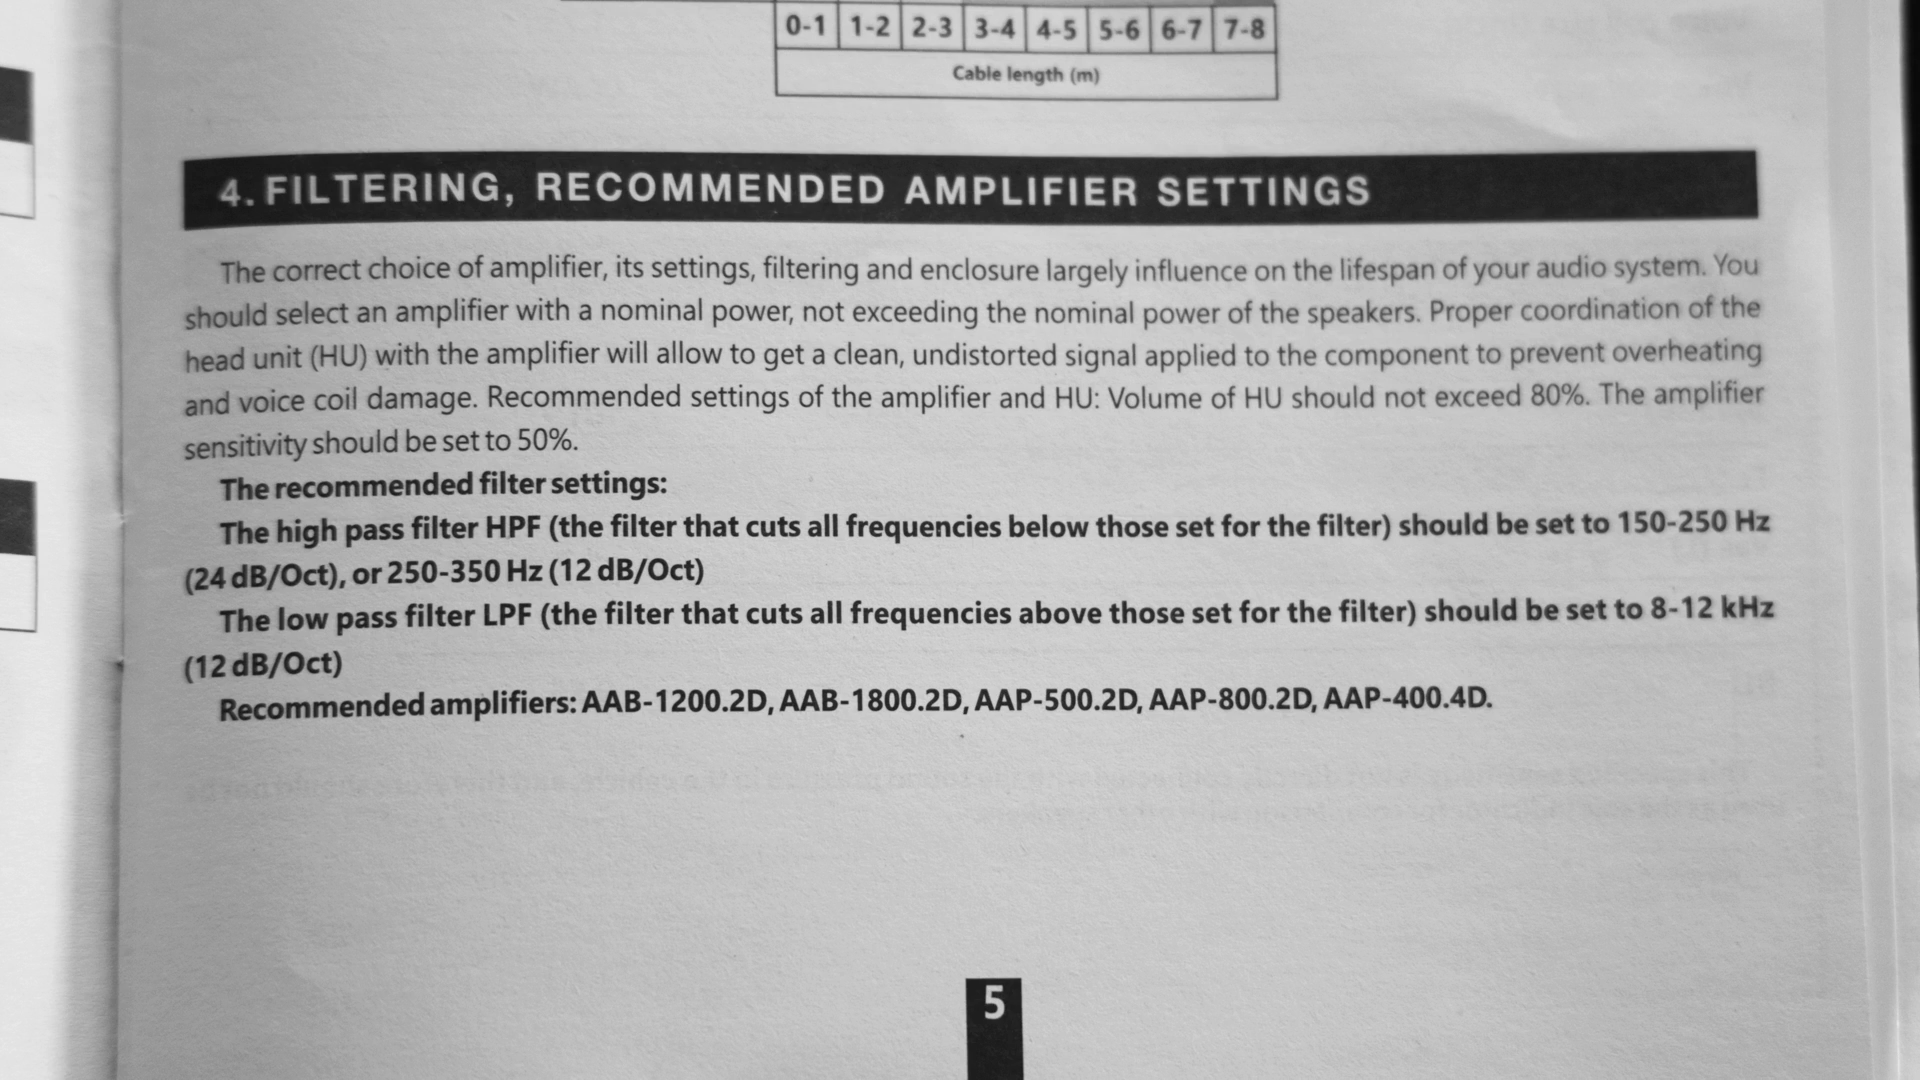 0-1 1-2 2-3 3-4 4-5 5-6 6-7 7-8
Cable length (m)
4. FILTERING, RECOMMENDED AMPLIFIER SETTINGS
The correct choice of amplifier, its settings, filtering and enclosure largely influence on the lifespan of your audio system. You
should select an amplifier with a nominal power, not exceeding the nominal power of the speakers. Proper coordination of the
head unit (HU) with the amplifier will allow to get a clean, undistorted signal applied to the component to prevent overheating
and voice coil damage. Recommended settings of the amplifier and HU: Volume of HU should not exceed 80%. The amplifier
sensitivity should be set to 50%.
The recommended filter settings:
The high pass filter HPF (the filter that cuts all frequencies below those set for the filter) should be set to 150-250 Hz
(24 dB/Oct), or 250-350 Hz (12 dB/Oct)
The low pass filter LPF (the filter that cuts all frequencies above those set for the filter) should be set to 8-12 kHz
(12 dB/Oct)
Recommended amplifiers: AAB-1200.2D, AAB-1800.2D, AAP-500.2D, AAP-800.2D, AAP-400.4D.
5